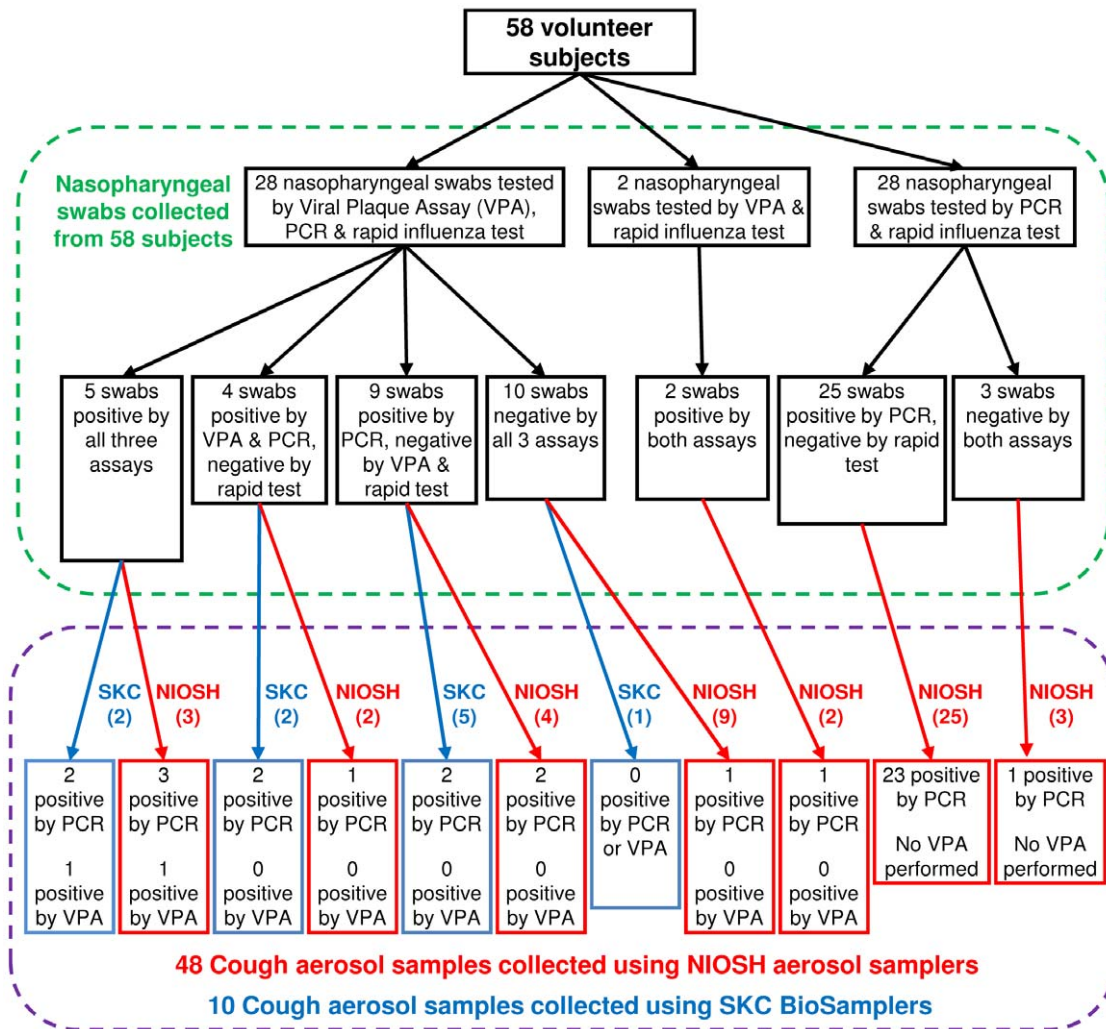 58 volunteer
subjects
Nasopharyngeal
swabs collected
from 58 subjects
28 nasopharyngeal swabs tested
by Viral Plaque Assay (VPA),
PCR & rapid influenza test
2 nasopharyngeal
swabs tested by VPA &
rapid influenza test
28 nasopharyngeal
swabs tested by PCR
& rapid influenza test
5 swabs
positive by
all three
assays
4 swabs
positive by
VPA & PCR,
negative by
rapid test
9 swabs
positive by
PCR, negative
by VPA &
rapid test
10 swabs
negative by
all 3 assays
2 swabs
positive by
both assays
25 swabs
positive by PCR,
negative by rapid
test
3 swabs
negative by
both assays
SKC
(2)
NIOSH
(3)
SKC
(2)
NIOSH
(2)
SKC
(5)
NIOSH
(4)
SKC
(1)
NIOSH
(9)
NIOSH
(2)
NIOSH
(25)
NIOSH
(3)
2
positive
by PCR
1
positive
by VPA
3
positive
by PCR
1
positive
by VPA
2
positive
by PCR
0
positive
by VPA
1
positive
by PCR
0
positive
by VPA
2
positive
by PCR
0
positive
by VPA
2
positive
by PCR
0
positive
by VPA
0
positive
by PCR
or VPA
1
positive
by PCR
0
positive
by VPA
1
positive
by PCR
0
positive
by VPA
23 positive
by PCR
No VPA
performed
1 positive
by PCR
No VPA
performed
48 Cough aerosol samples collected using NIOSH aerosol samplers
10 Cough aerosol samples collected using SKC BioSamplers